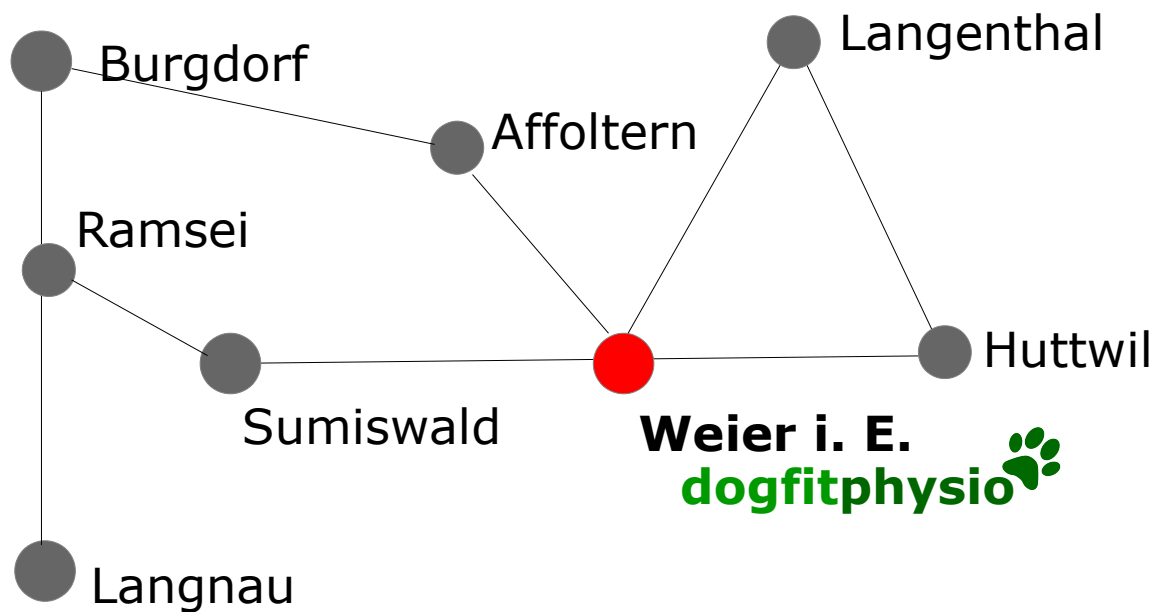 Langenthal
Burgdorf
Affoltern
Ramsei
Huttwil
Sumiswald
Weier i. E.
dogfitphysio
Langnau